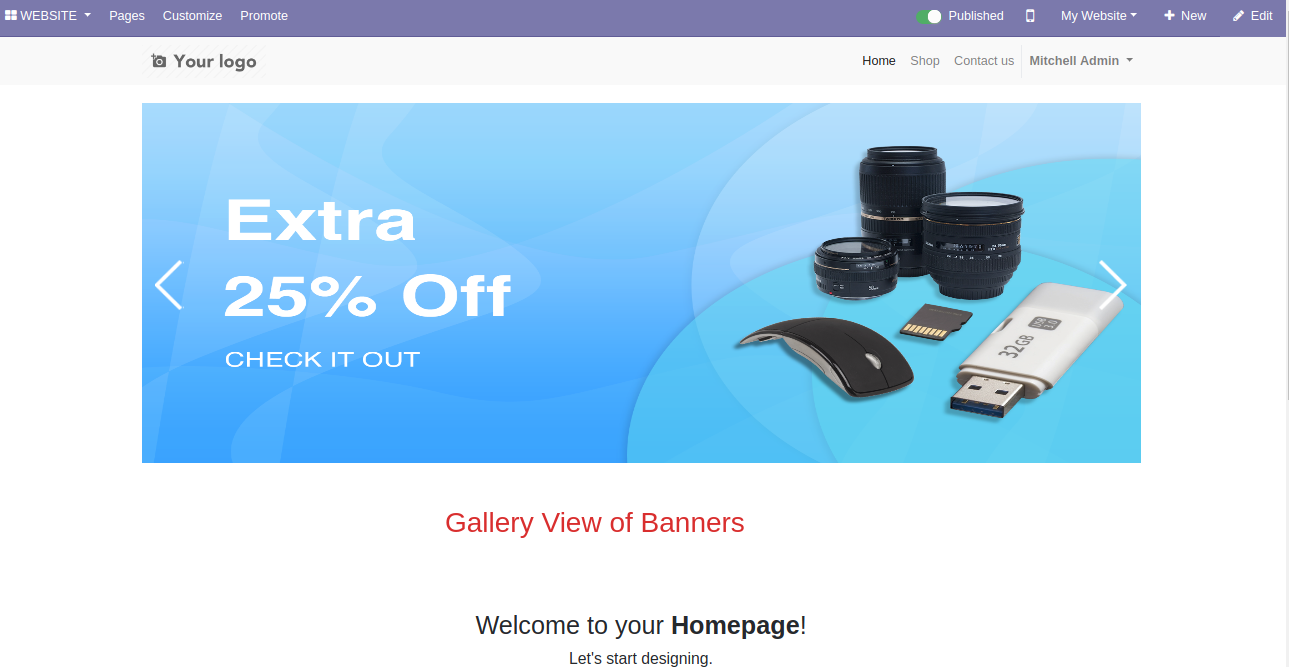 WEBSITE Pages Customize Promote Published My Website New Edit
Your logo Home Shop Contact us Mitchell Admin
Extra
25% Off
CHECK IT OUT
32GB
Gallery View of Banners
Welcome to your Homepage!
Let's start designing.